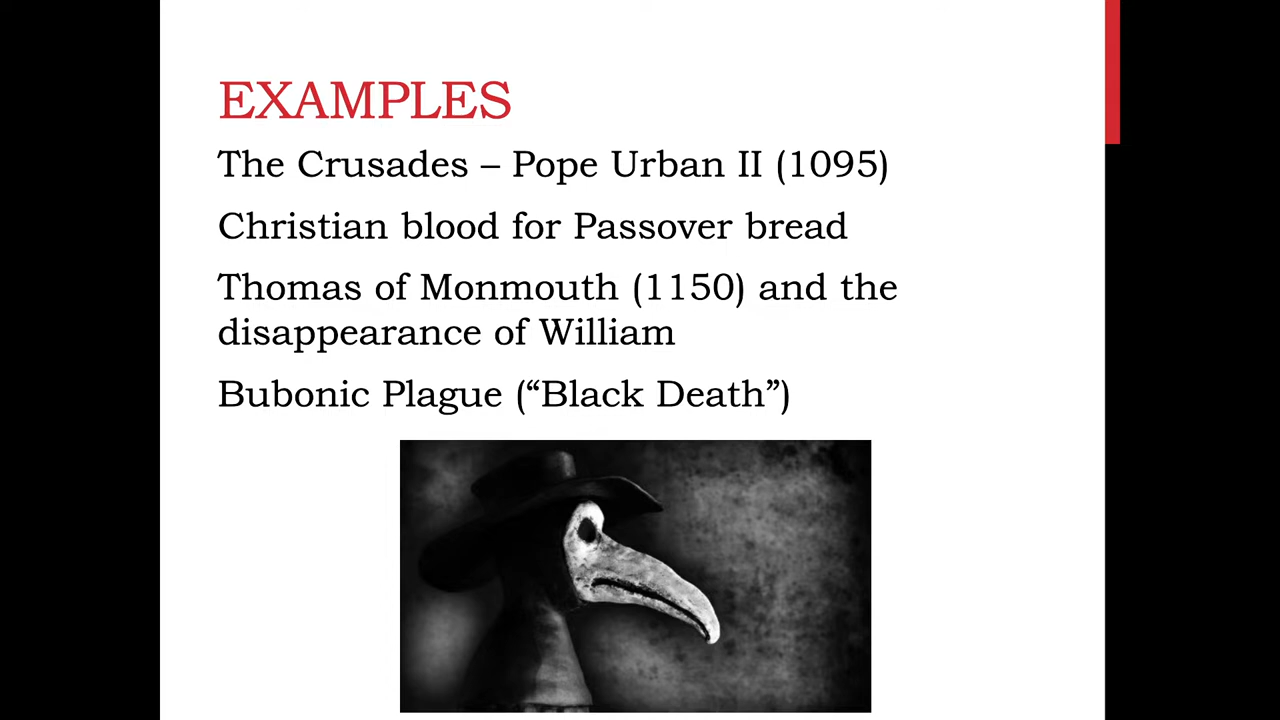 EXAMPLES
The Crusades – Pope Urban II (1095)
Christian blood for Passover bread
Thomas of Monmouth (1150) and the
disappearance of William
Bubonic Plague (“Black Death”)